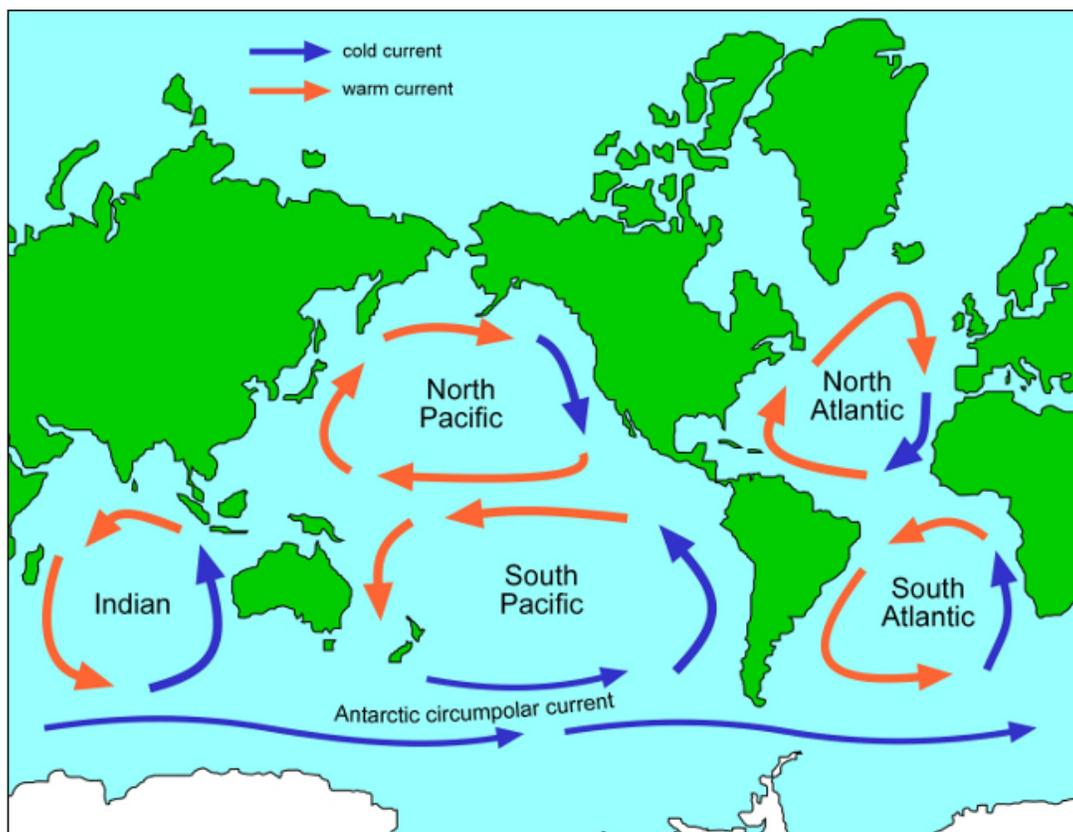 cold current
warm current
North
Pacific
North
Atlantic
Indian
South
Pacific
South
Atlantic
Antarctic circumpolar current